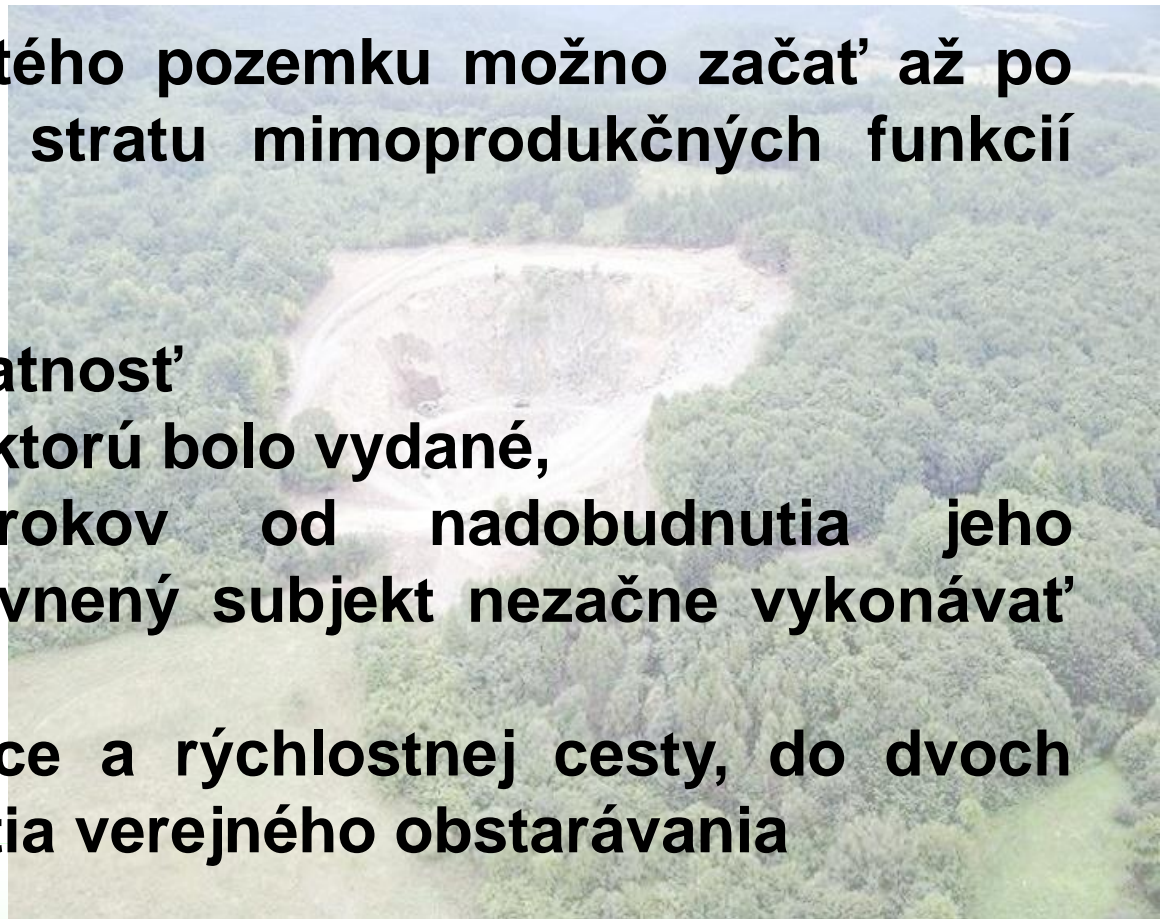 tého pozemku možno začať až po
stratu mimoprodukčných funkcií
atnosť
ktorú bolo vydané,
rokov od nadobudnutia jeho
vnený subjekt nezačne vykonávať
ce a rýchlostnej cesty, do dvoch
tia verejného obstarávania